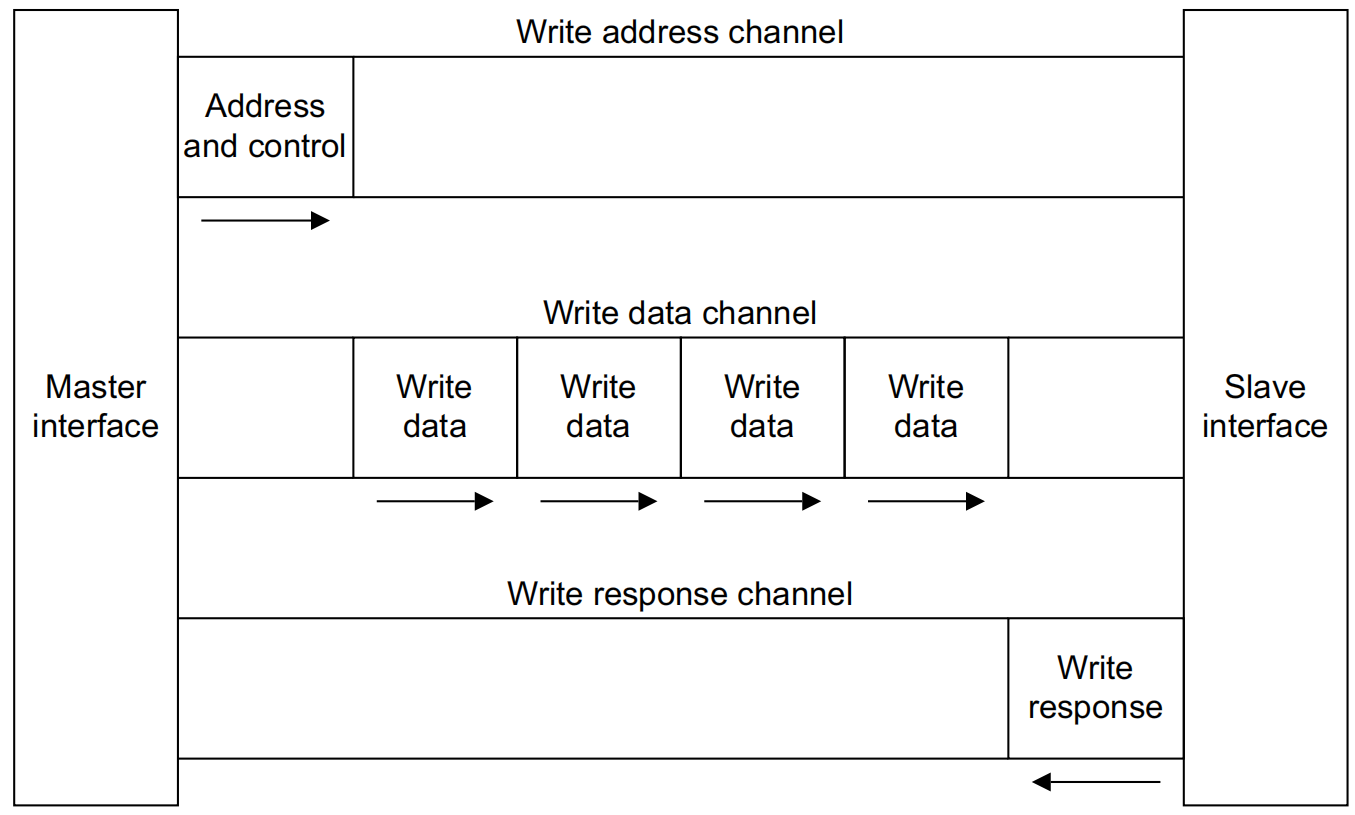 Write address channel
Address
and control
Write data channel
Master
interface
Write
data
Write
data
Write
data
Write
data
Slave
interface
Write response channel
Write
response